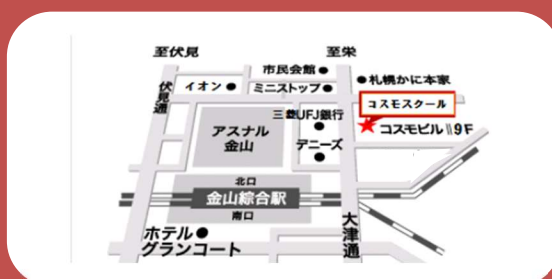 至伏見
至栄
市民会館
札幌かに本家
伏見通
イオン
ミニストップ
コスモスクール
三菱UFJ銀行
コスモビル 9F
アスナル
金山
デニーズ
北口
金山総合駅
南口
大津通
ホテル
グランコート